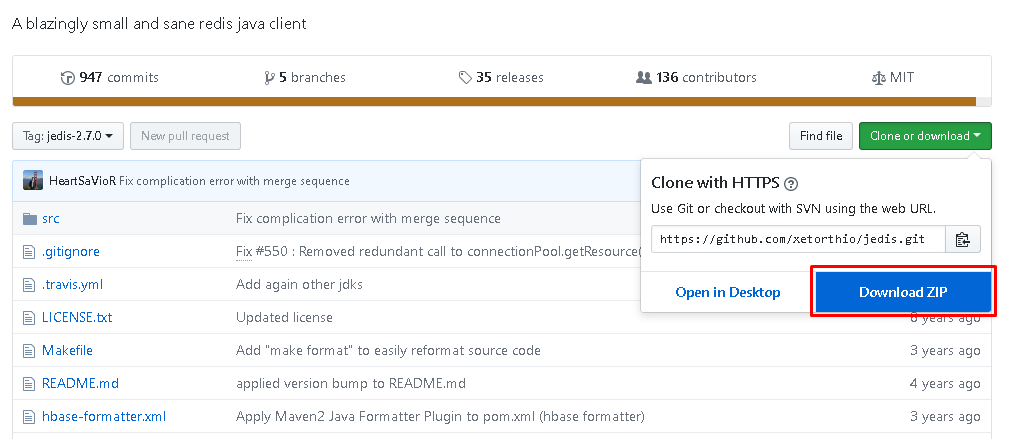 A blazingly small and sane redis java client
947 commits 5 branches 35 releases 136 contributors MIT
Tag: jedis-2.7.0 New pull request Find file Clone or download
HeartSaVioR Fix complication error with merge sequence
Clone with HTTPS ?
Use Git or checkout with SVN using the web URL.
https://github.com/xetorthio/jedis.git
Open in Desktop Download ZIP
src Fix complication error with merge sequence
.gitignore Fix #550 : Removed redundant call to connectionPool.getResource(
.travis.yml Add again other jdks
LICENSE.txt Updated license 8 years ago
Makefile Add "make format" to easily reformat source code 3 years ago
README.md applied version bump to README.md 4 years ago
hbase-formatter.xml Apply Maven2 Java Formatter Plugin to pom.xml (hbase formatter) 3 years ago